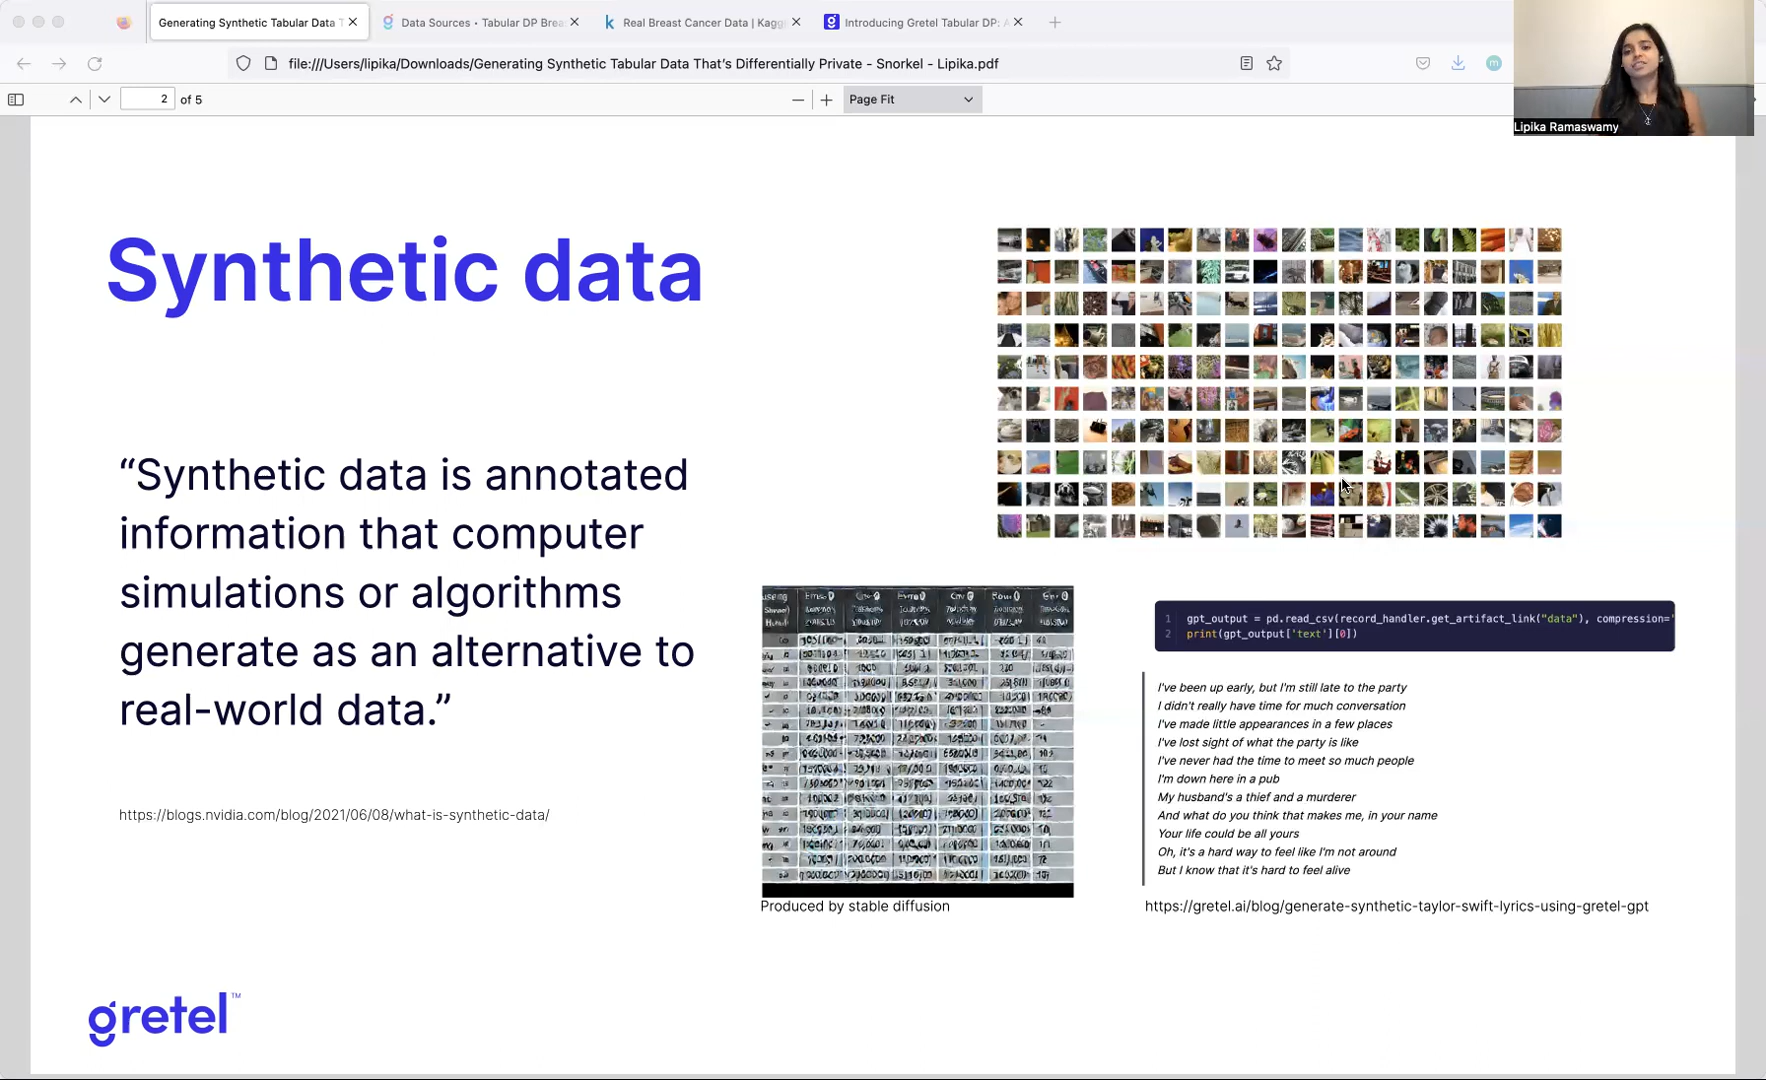 Generating Synthetic Tabular Data
Data Sources • Tabular DP Brea
Real Breast Cancer Data | Kagg
Introducing Gretel Tabular DP:
file:///Users/lipika/Downloads/Generating Synthetic Tabular Data That's Differentially Private - Snorkel - Lipika.pdf
2 of 5
Page Fit
Lipika Ramaswamy
Synthetic data
“Synthetic data is annotated
information that computer
simulations or algorithms
generate as an alternative to
real-world data.”
https://blogs.nvidia.com/blog/2021/06/08/what-is-synthetic-data/
Produced by stable diffusion
1 gpt_output = pd.read_csv(record_handler.get_artifact_link("data"), compression='
2 print(gpt_output['text'][0])
I've been up early, but I'm still late to the party
I didn't really have time for much conversation
I've made little appearances in a few places
I've lost sight of what the party is like
I've never had the time to meet so much people
I'm down here in a pub
My husband's a thief and a murderer
And what do you think that makes me, in your name
Your life could be all yours
Oh, it's a hard way to feel like I'm not around
But I know that it's hard to feel alive
https://gretel.ai/blog/generate-synthetic-taylor-swift-lyrics-using-gretel-gpt
gretel™